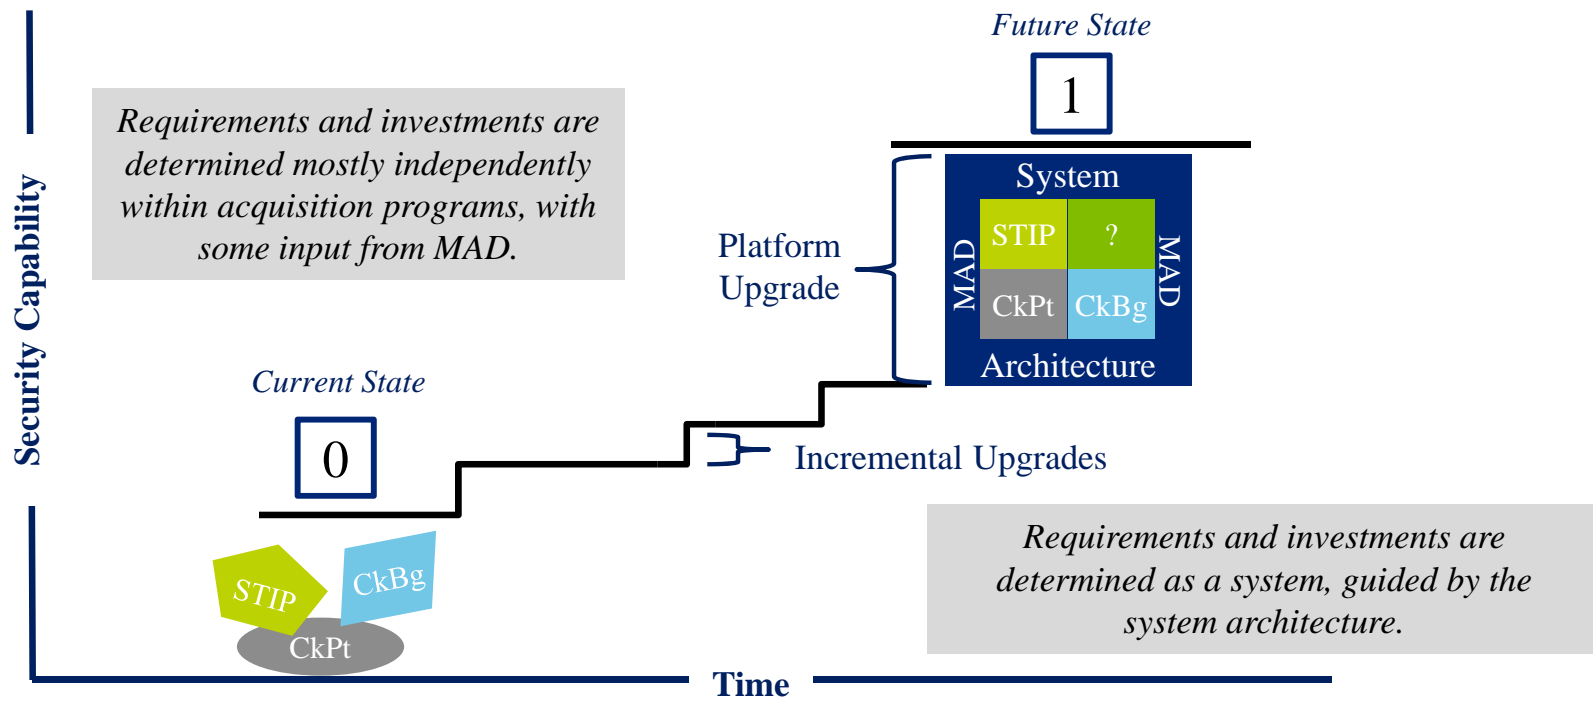 Future State
1
Requirements and investments are
determined mostly independently
within acquisition programs, with
some input from MAD.
System
STIP
?
MAD
MAD
CkPt
CkBg
Architecture
Platform
Upgrade
Security Capability
Current State
0
Incremental Upgrades
STIP
CkBg
CkPt
Requirements and investments are
determined as a system, guided by the
system architecture.
Time